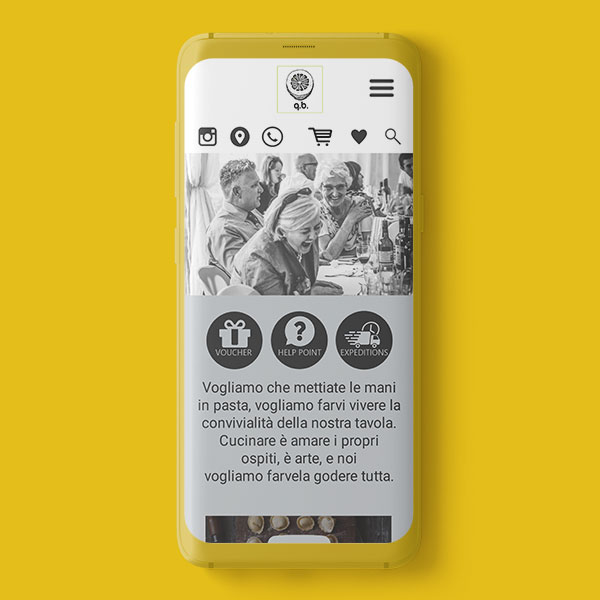 q.b.
VOUCHER
HELP POINT
EXPEDITIONS
Vogliamo che mettiate le mani
in pasta, vogliamo farvi vivere la
convivialità della nostra tavola.
Cucinare è amare i propri
ospiti, è arte, e noi
vogliamo farvela godere tutta.